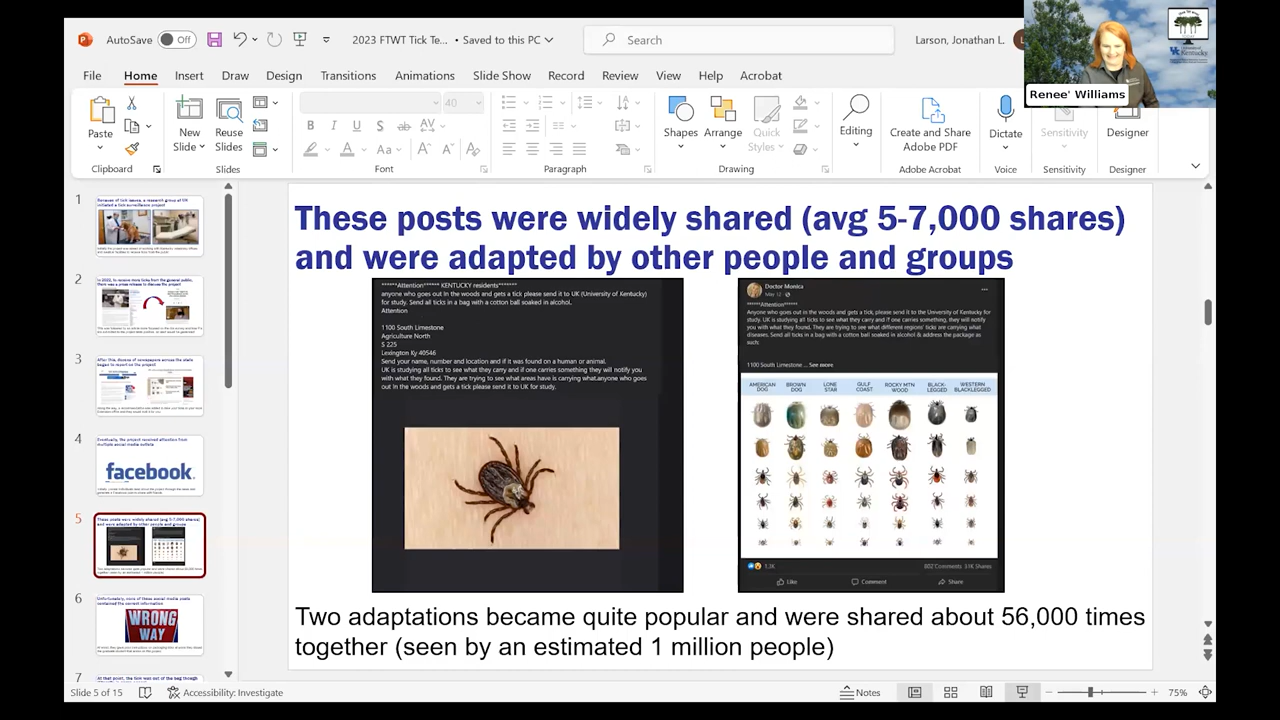 AutoSave
Off
2023 FTWT Tick Te... • Saved to this PC
Search
Larson, Jonathan L.
Renee' Williams
File Home Insert Draw Design Transitions Animations Slide Show Record Review View Help Acrobat
40
Paste
New Slide
Reuse Slides
Shapes
Arrange
Quick Styles
Editing
Create and Share Adobe PDF
Dictate
Sensitivity
Designer
Clipboard
Slides
Font
Paragraph
Drawing
Adobe Acrobat
Voice
Sensitivity
Designer
1
2
3
4
facebook.
5
6
WRONG WAY
7
These posts were widely shared (avg 5-7,000 shares)
and were adapted by other people and groups
******Attention****** KENTUCKY residents*******
anyone who goes out in the woods and gets a tick please send it to UK (University of Kentucky)
for study. Send all ticks in a bag with a cotton ball soaked in alcohol.
Attention
1100 South Limestone
Agriculture North
S 225
Lexington Ky 40546
Send your name, number and location and if it was found on a human or animal.
UK is studying all ticks to see what they carry and if one carries something they will notify you
with what they found. They are trying to see what areas have is carrying what.anyone who goes
out in the woods and gets a tick please send it to UK for study.
Doctor Monica
May 12
******Attention******
Anyone who goes out in the woods and gets a tick, please send it to the University of Kentucky for
study. UK is studying all ticks to see what they carry and if one carries something, they will notify
you with what they found. They are trying to see what different regions' ticks are carrying what
diseases. Send all ticks in a bag with a cotton ball soaked in alcohol & address the package as
such:
1100 South Limestone ... See more
AMERICAN DOG
BROWN DOG
LONE STAR
GULF COAST
ROCKY MTN WOOD
BLACK-LEGGED
WESTERN BLACKLEGGED
802 Comments 31K Shares
Like
Comment
Share
Two adaptations became quite popular and were shared about 56,000 times
together (seen by an estimated 1 million people)
Slide 5 of 15
Accessibility: Investigate
Notes
75%